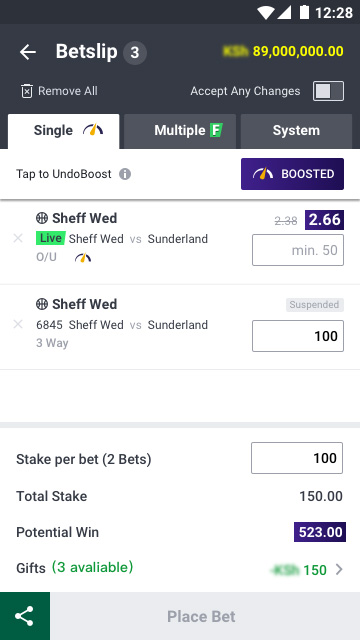 12:28
Betslip 3 KSh 89,000,000.00
Remove All Accept Any Changes
Single Multiple F System
Tap to UndoBoost i BOOSTED
Sheff Wed 2.38 2.66
Live Sheff Wed vs Sunderland min. 50
O/U
Sheff Wed Suspended
6845 Sheff Wed vs Sunderland 100
3 Way
Stake per bet (2 Bets) 100
Total Stake 150.00
Potential Win 523.00
Gifts (3 avaliable) -KSh 150
Place Bet